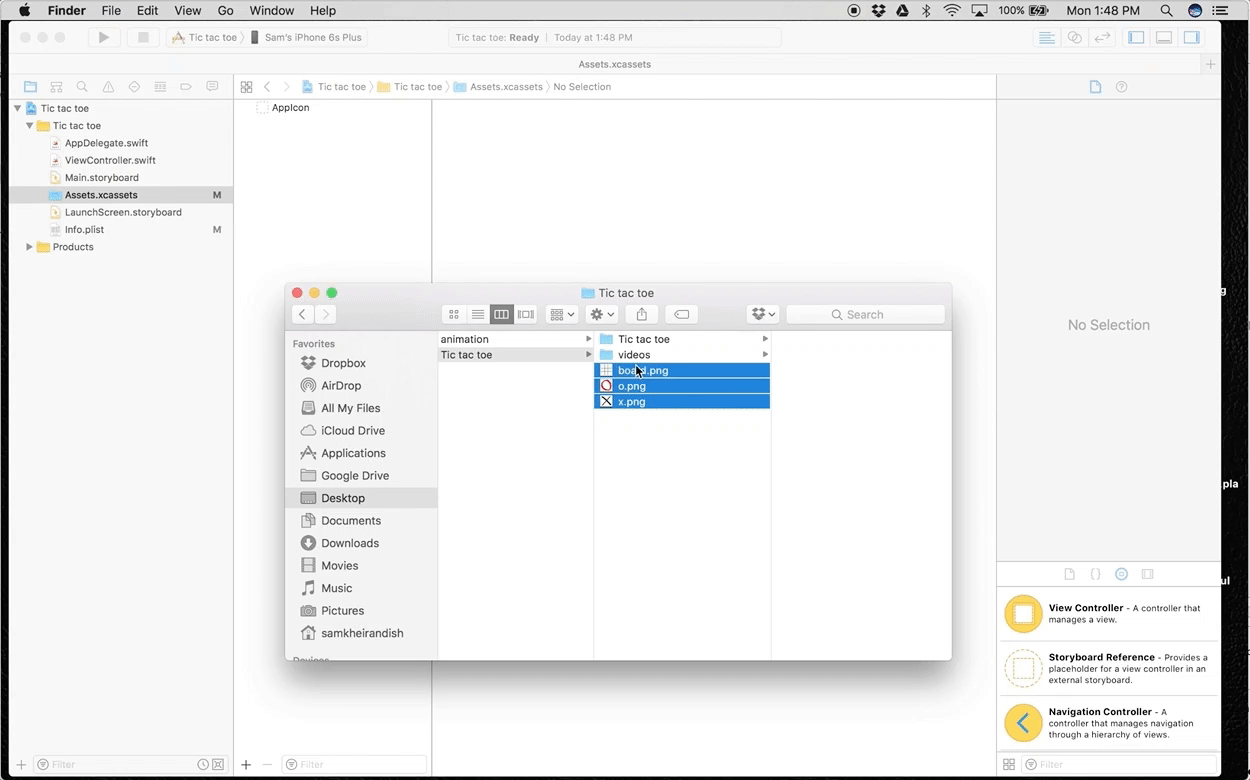 Finder File Edit View Go Window Help 100% Mon 1:48 PM
Tic tac toe Sam's iPhone 6s Plus Tic tac toe: Ready Today at 1:48 PM
Assets.xcassets
Tic tac toe Tic tac toe Assets.xcassets No Selection
Tic tac toe
Tic tac toe
AppDelegate.swift
ViewController.swift
Main.storyboard
Assets.xcassets M
LaunchScreen.storyboard
Info.plist M
Products
Filter
AppIcon
Filter
Tic tac toe
Search
Favorites
Dropbox
AirDrop
All My Files
iCloud Drive
Applications
Google Drive
Desktop
Documents
Downloads
Movies
Music
Pictures
samkheirandish
Devices
animation
Tic tac toe
Tic tac toe
videos
board.png
o.png
x.png
No Selection
View Controller - A controller that
manages a view.
Storyboard Reference - Provides a
placeholder for a view controller in an
external storyboard.
Navigation Controller - A
controller that manages navigation
through a hierarchy of views.
Filter